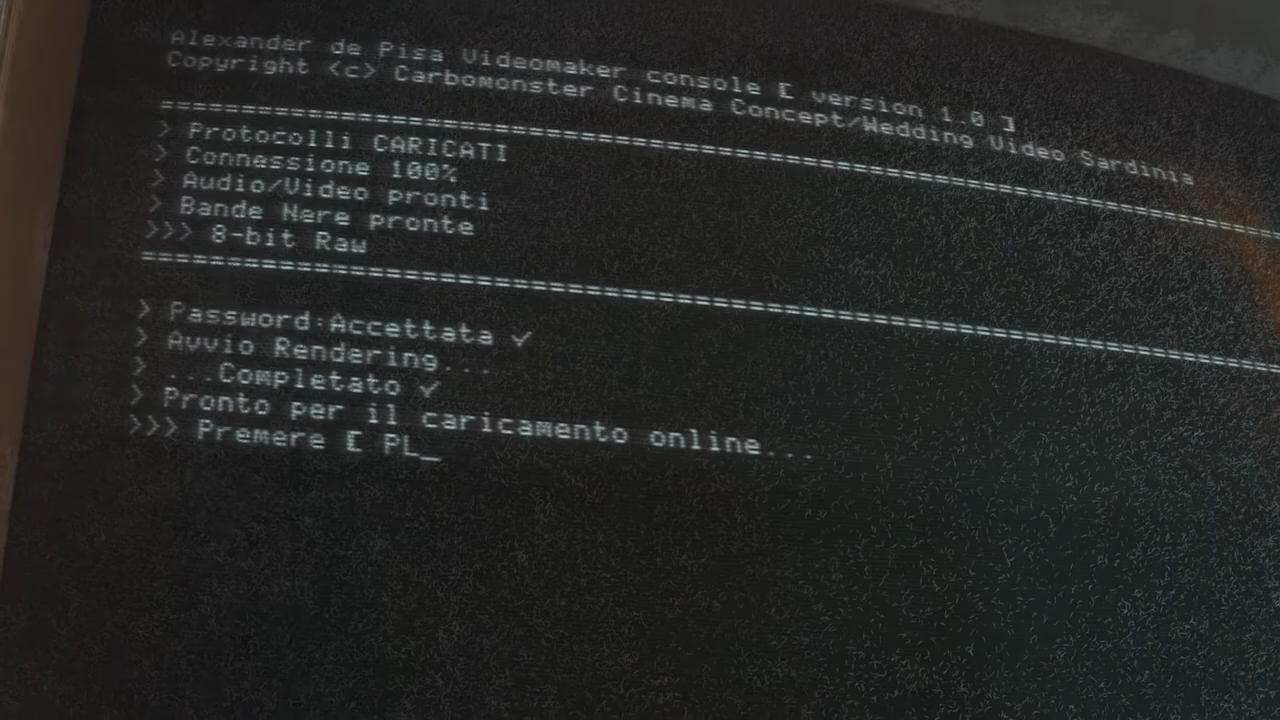 Alexander de Pisa Videomaker console [ version 1.0 ]
Copyright <c> Carbomonster Cinema Concept/Wedding Video Sardinia
> Protocolli CARICATI
> Connessione 100%
> Audio/Video pronti
> Bande Nere pronte
>>> 8-bit Raw
> Password:Accettata ✓
> Avvio Rendering...
> ...Completato ✓
> Pronto per il caricamento online...
>>> Premere [ PL_